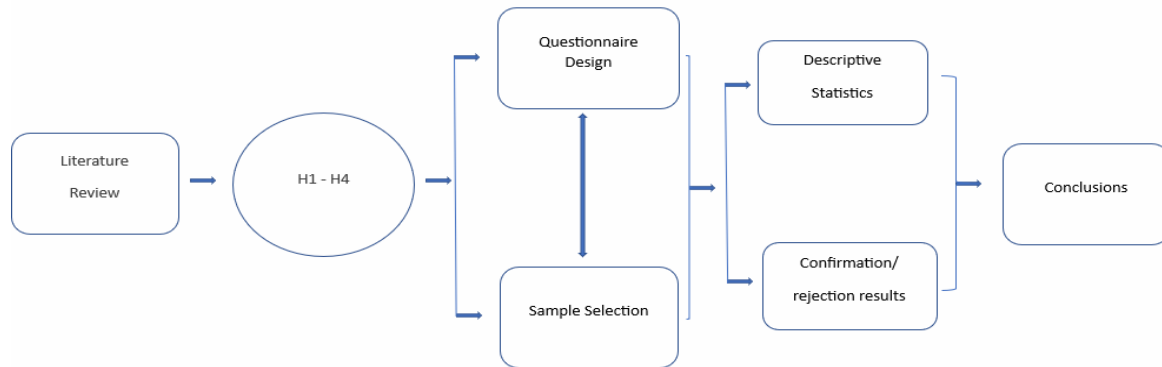 Literature
Review
H1 - H4
Questionnaire
Design
Sample Selection
Descriptive
Statistics
Confirmation/
rejection results
Conclusions